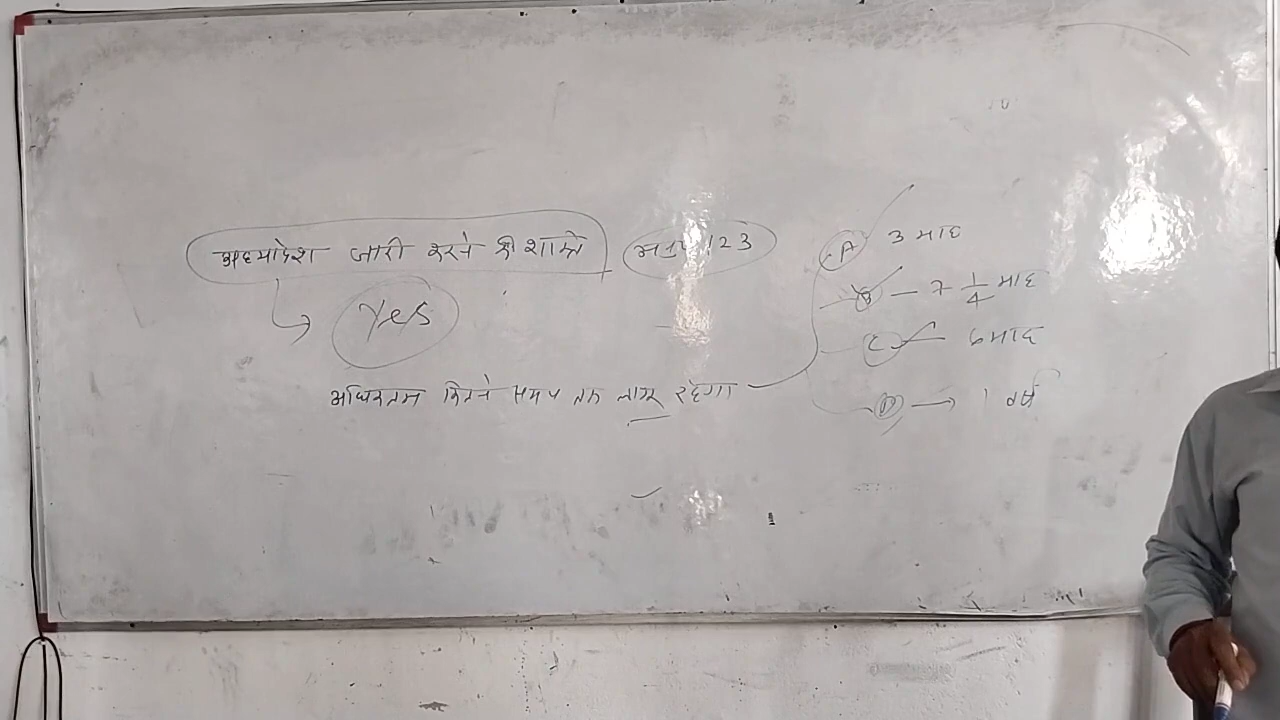 अध्यादेश जारी करने की शक्ति अनु० 123
Yes
अधिकतम कितने समय तक लागू रहेगा
A 3 माह
B — 7 1/4 माह
C 6 माह
D → 1 वर्ष